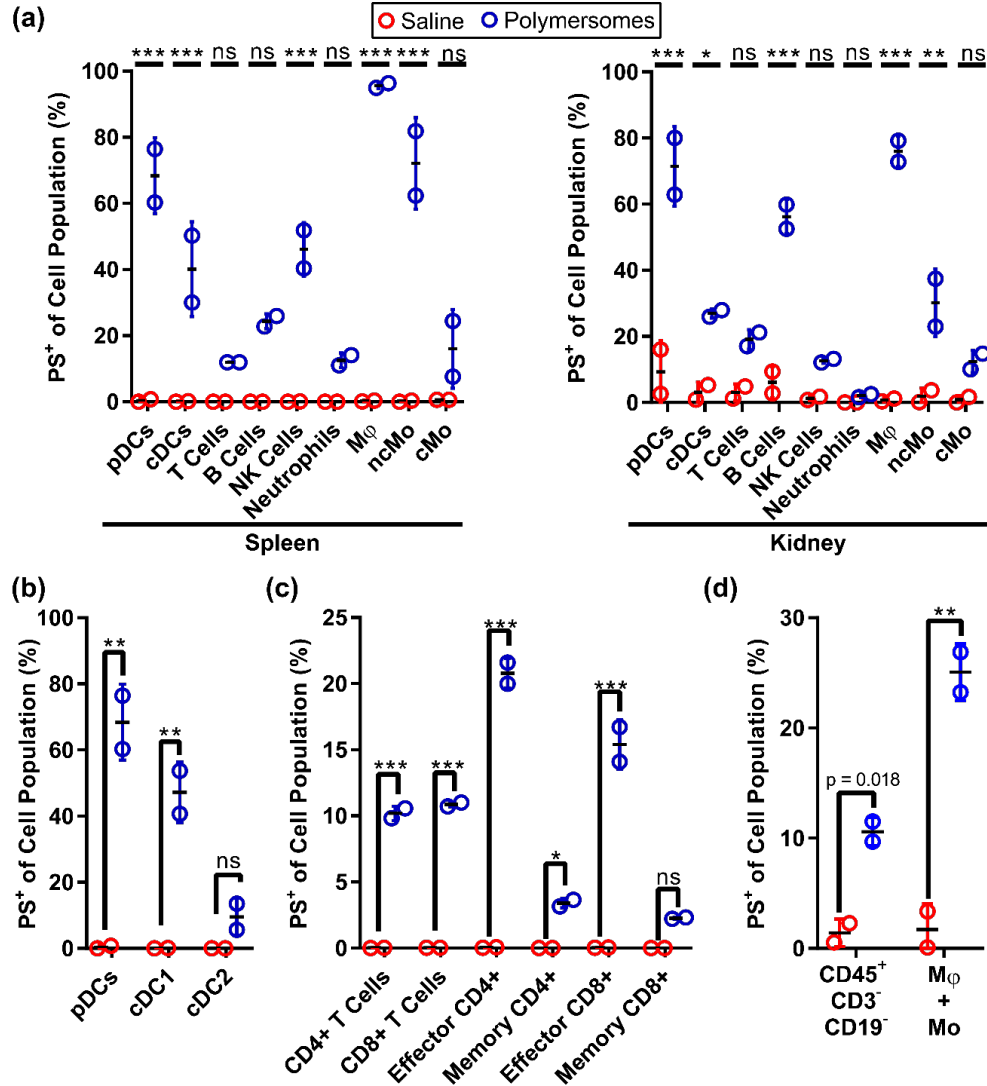 (a)
Saline Polymersomes
*** *** ns ns *** ns *** *** ns
PS⁺ of Cell Population (%)
100
80
60
40
20
0
pDCs
cDCs
T Cells
B Cells
NK Cells
Neutrophils
Mφ
ncMo
cMo
Spleen
*** * ns *** ns ns *** ** ns
PS⁺ of Cell Population (%)
100
80
60
40
20
0
pDCs
cDCs
T Cells
B Cells
NK Cells
Neutrophils
Mφ
ncMo
cMo
Kidney
(b)
PS⁺ of Cell Population (%)
100
80
60
40
20
0
**
**
ns
pDCs
cDC1
cDC2
(c)
PS⁺ of Cell Population (%)
25
20
15
10
5
0
***
***
***
*
***
ns
CD4+ T Cells
CD8+ T Cells
Effector CD4+
Memory CD4+
Effector CD8+
Memory CD8+
(d)
PS⁺ of Cell Population (%)
30
20
10
0
p = 0.018
**
CD45⁺
CD3⁻
CD19⁻
Mφ
+
Mo